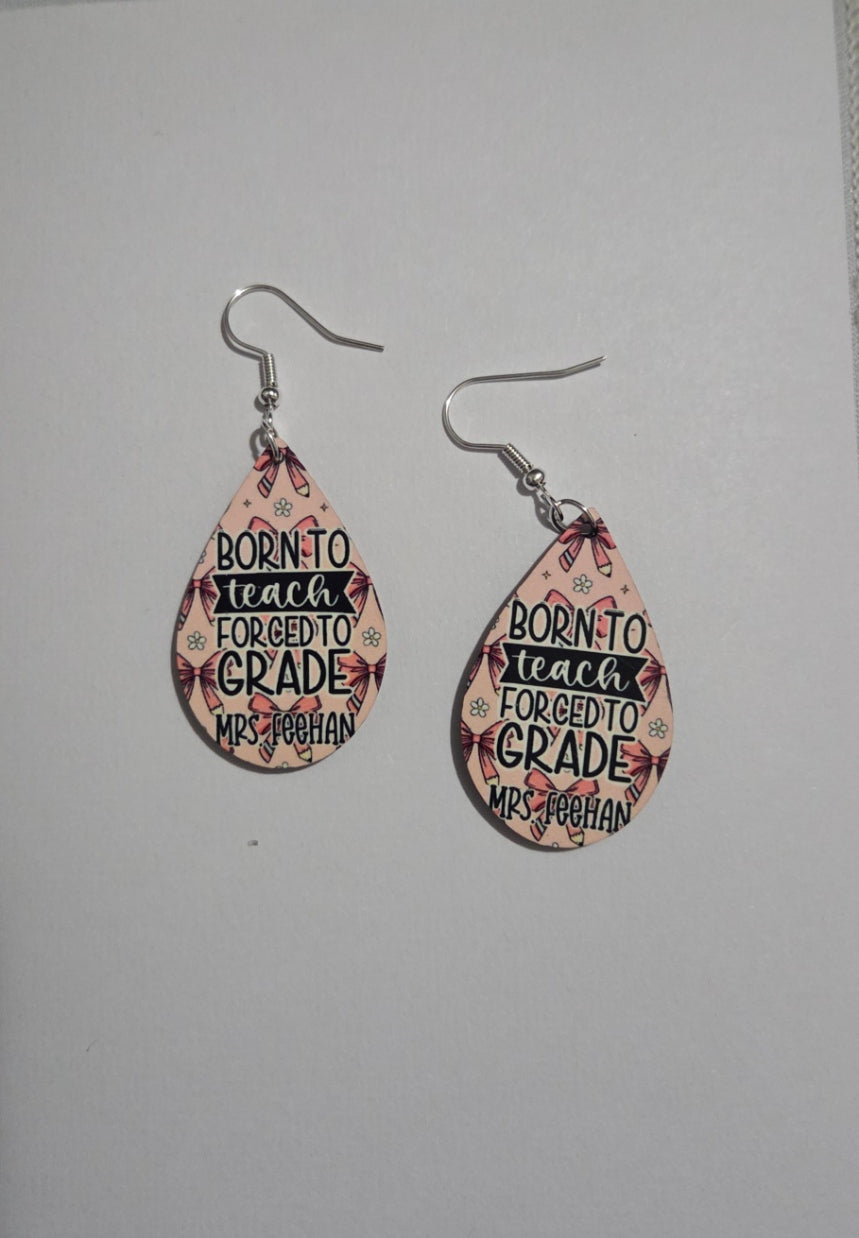 BORN TO
teach
FORCED TO
GRADE
MRS. FEEHAN
BORN TO
teach
FORCED TO
GRADE
MRS. FEEHAN